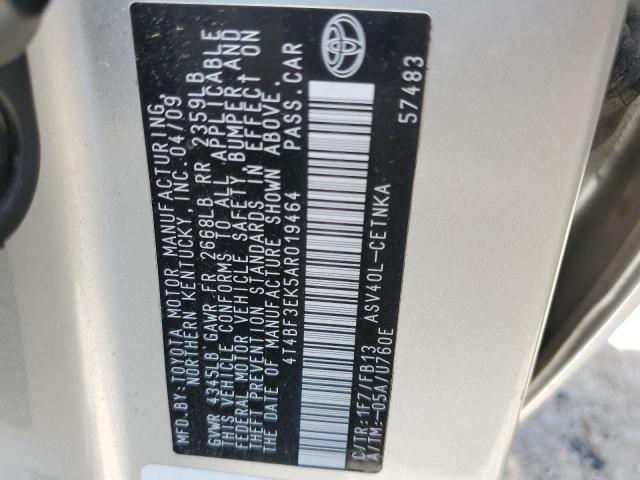 MFD. BY:TOYOTA MOTOR MANUFACTURING,
NORTHERN KENTUCKY, INC. 04/09
GVWR 4345LB GAWR-FR 2668LB RR 2359LB
THIS VEHICLE CONFORMS TO ALL APPLICABLE
FEDERAL MOTOR VEHICLE SAFETY, BUMPER AND
THEFT PREVENTION STANDARDS IN EFFECT ON
THE DATE OF MANUFACTURE SHOWN ABOVE.
4T4BF3EK5AR019464 PASS.CAR
C/TR:1F7/FB13 ASV40L-CETNKA
A/TM:-05A/U760E
57483